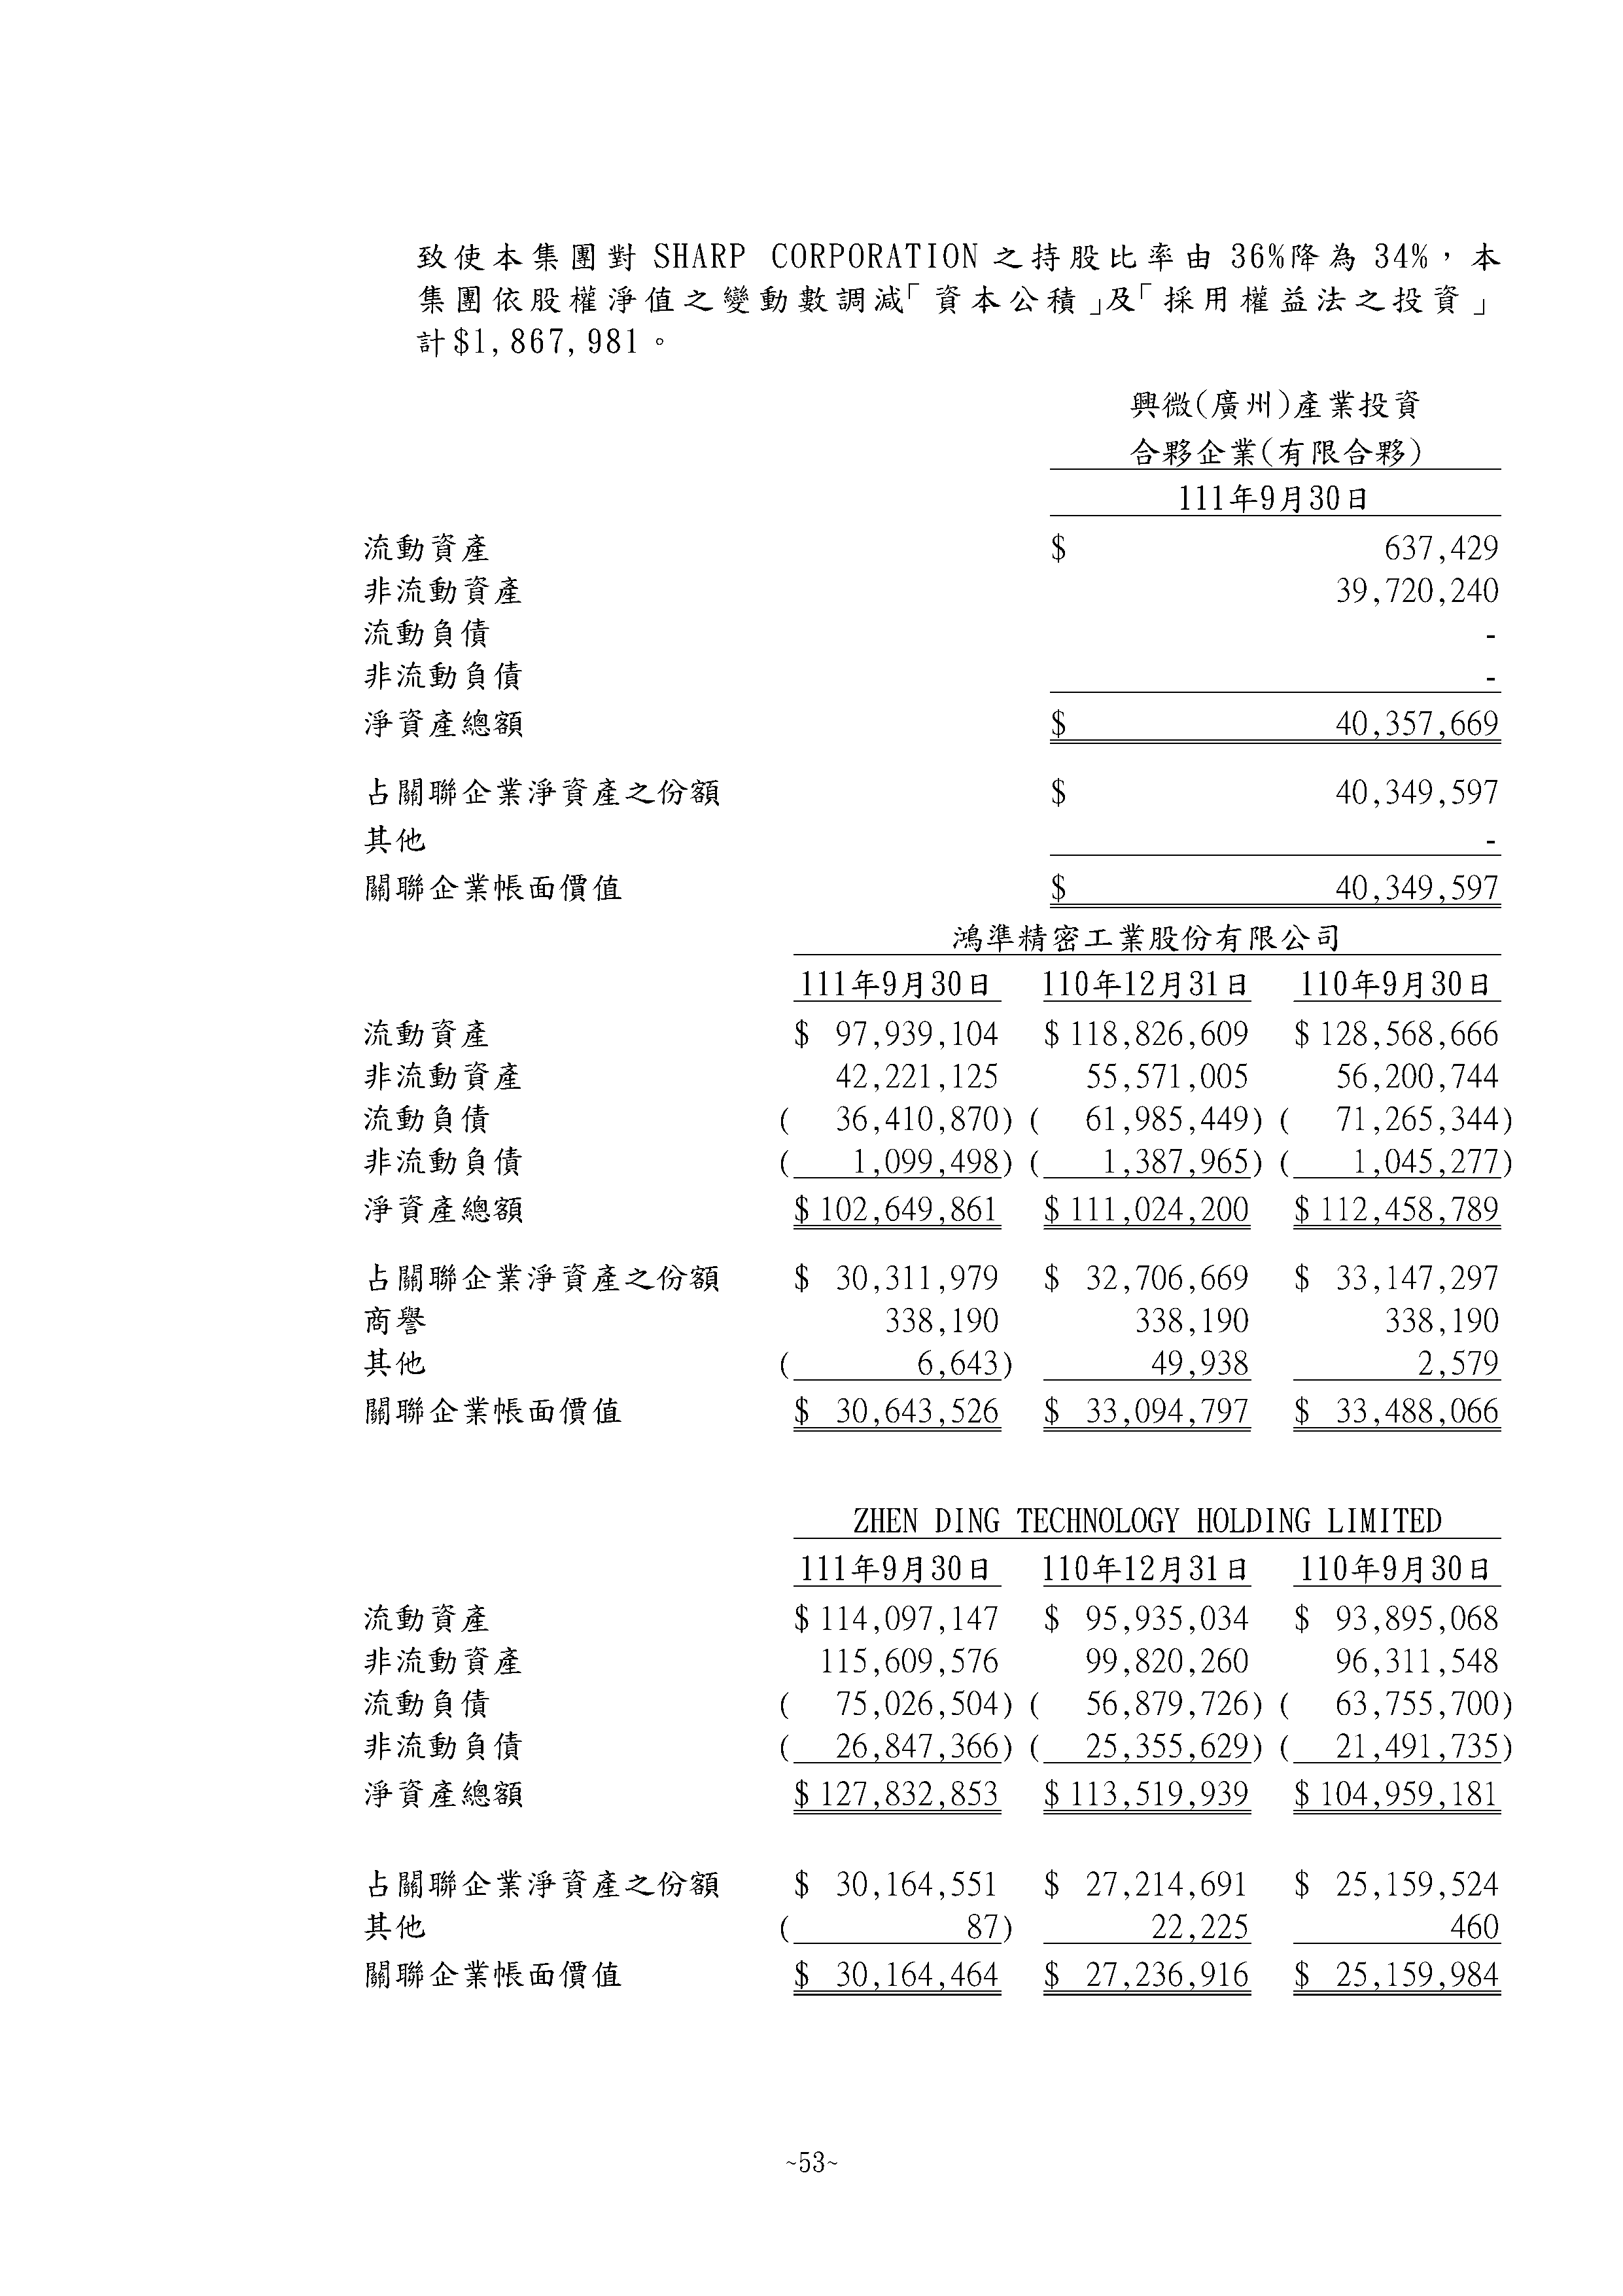 致使本集團對 SHARP CORPORATION 之持股比率由 36%降為 34%，本
集團依股權淨值之變動數調減「資本公積」及「採用權益法之投資」
計$1,867,981。
興微(廣州)產業投資
合夥企業(有限合夥)
111年9月30日
流動資產 $ 637,429
非流動資產 39,720,240
流動負債 -
非流動負債 -
淨資產總額 $ 40,357,669
占關聯企業淨資產之份額 $ 40,349,597
其他 -
關聯企業帳面價值 $ 40,349,597
鴻準精密工業股份有限公司
111年9月30日 110年12月31日 110年9月30日
流動資產 $ 97,939,104 $ 118,826,609 $ 128,568,666
非流動資產 42,221,125 55,571,005 56,200,744
流動負債 ( 36,410,870) ( 61,985,449) ( 71,265,344)
非流動負債 ( 1,099,498) ( 1,387,965) ( 1,045,277)
淨資產總額 $ 102,649,861 $ 111,024,200 $ 112,458,789
占關聯企業淨資產之份額 $ 30,311,979 $ 32,706,669 $ 33,147,297
商譽 338,190 338,190 338,190
其他 ( 6,643) 49,938 2,579
關聯企業帳面價值 $ 30,643,526 $ 33,094,797 $ 33,488,066
ZHEN DING TECHNOLOGY HOLDING LIMITED
111年9月30日 110年12月31日 110年9月30日
流動資產 $ 114,097,147 $ 95,935,034 $ 93,895,068
非流動資產 115,609,576 99,820,260 96,311,548
流動負債 ( 75,026,504) ( 56,879,726) ( 63,755,700)
非流動負債 ( 26,847,366) ( 25,355,629) ( 21,491,735)
淨資產總額 $ 127,832,853 $ 113,519,939 $ 104,959,181
占關聯企業淨資產之份額 $ 30,164,551 $ 27,214,691 $ 25,159,524
其他 ( 87) 22,225 460
關聯企業帳面價值 $ 30,164,464 $ 27,236,916 $ 25,159,984
~53~